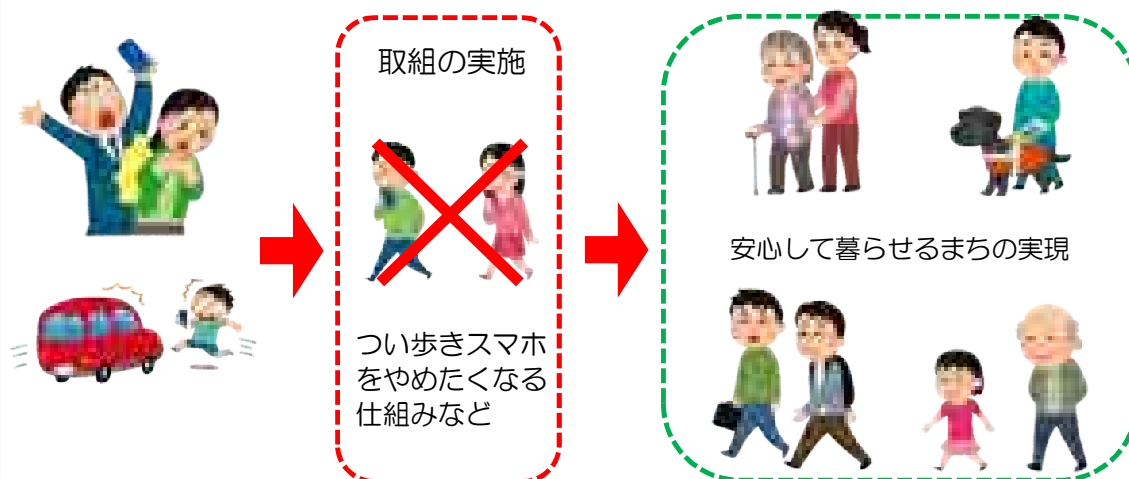 取組の実施
つい歩きスマホ
をやめたくなる
仕組みなど
安心して暮らせるまちの実現